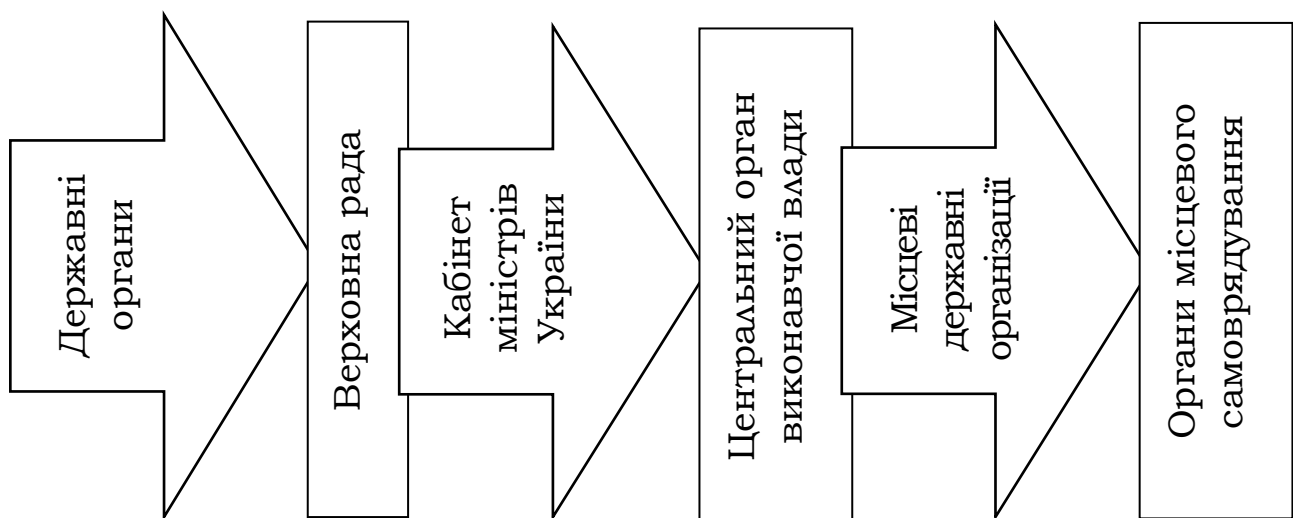 Державні
органи
Верховна рада
Кабінет
міністрів
України
Центральний орган
виконавчої влади
Місцеві
державні
організації
Органи місцевого
самоврядування